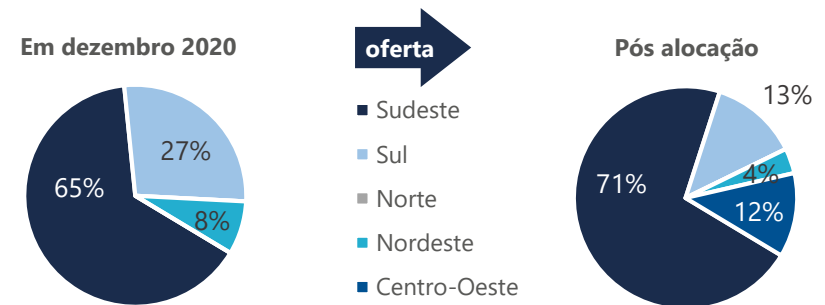 Em dezembro 2020
65%
27%
8%
oferta
Sudeste
Sul
Norte
Nordeste
Centro-Oeste
Pós alocação
13%
71%
4%
12%